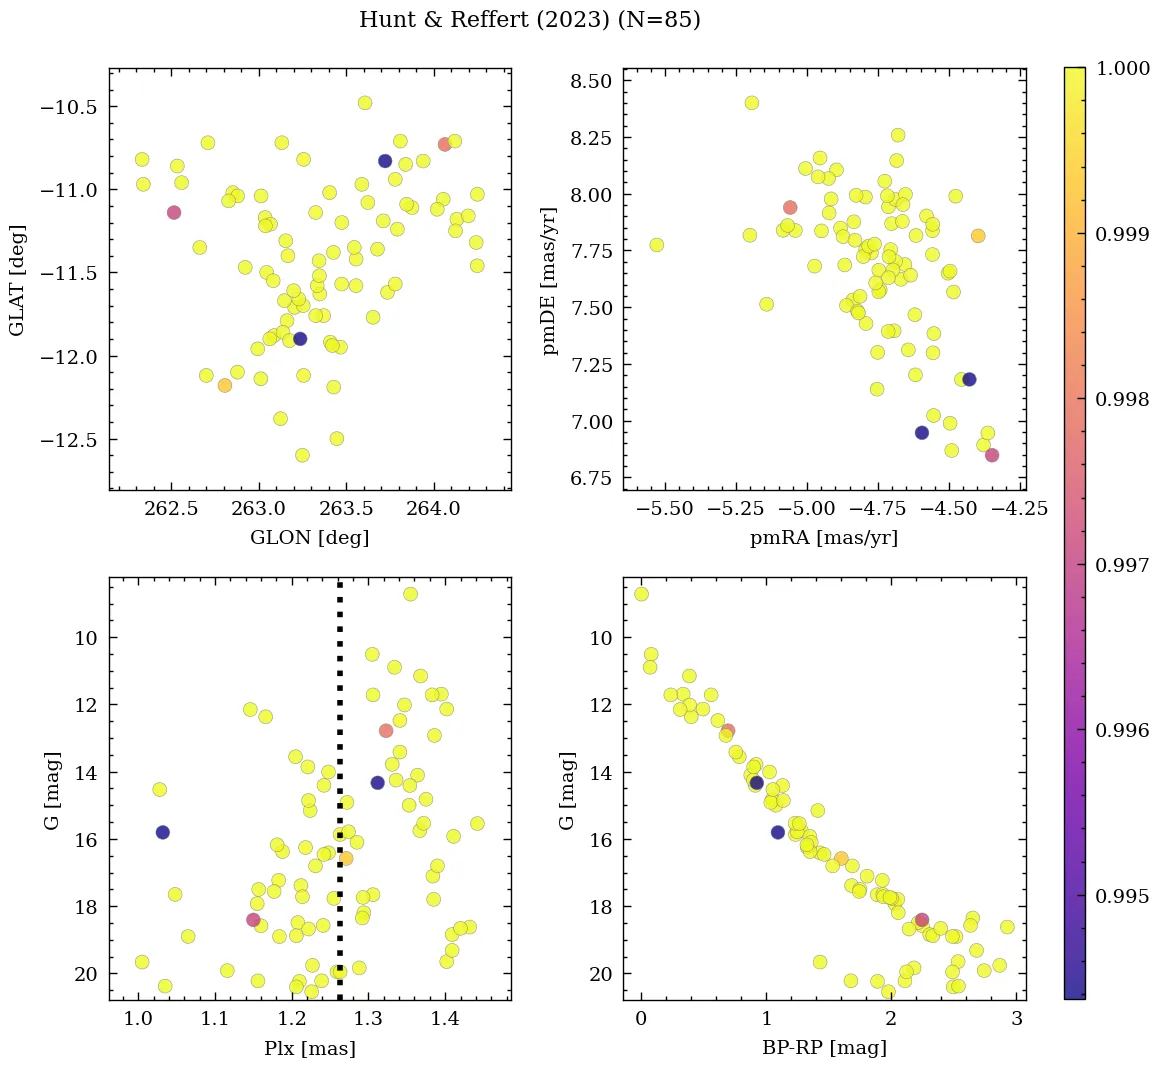 Hunt & Reffert (2023) (N=85)
−10.5
−11.0
−11.5
−12.0
−12.5
GLAT [deg]
262.5 263.0 263.5 264.0
GLON [deg]
8.50
8.25
8.00
7.75
7.50
7.25
7.00
6.75
pmDE [mas/yr]
−5.50 −5.25 −5.00 −4.75 −4.50 −4.25
pmRA [mas/yr]
10
12
14
16
18
20
G [mag]
1.0 1.1 1.2 1.3 1.4
Plx [mas]
10
12
14
16
18
20
G [mag]
0 1 2 3
BP-RP [mag]
1.000
0.999
0.998
0.997
0.996
0.995